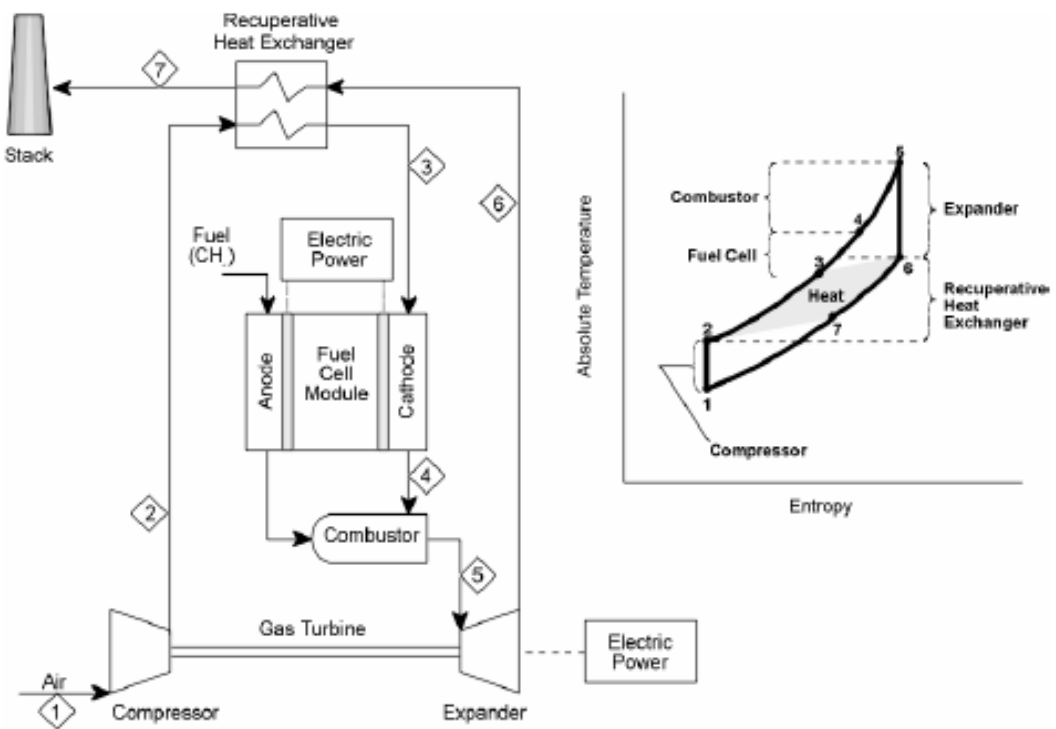 Recuperative
Heat Exchanger
7
Stack
3
6
Fuel
(CH.)
Electric
Power
Anode
Fuel
Cell
Module
Cathode
4
2
Combustor
5
Gas Turbine
Electric
Power
Air
1
Compressor
Expander
Absolute Temperature
Combustor
Fuel Cell
5
4
3
Heat
2
7
6
1
Expander
Recuperative
Heat
Exchanger
Compressor
Entropy